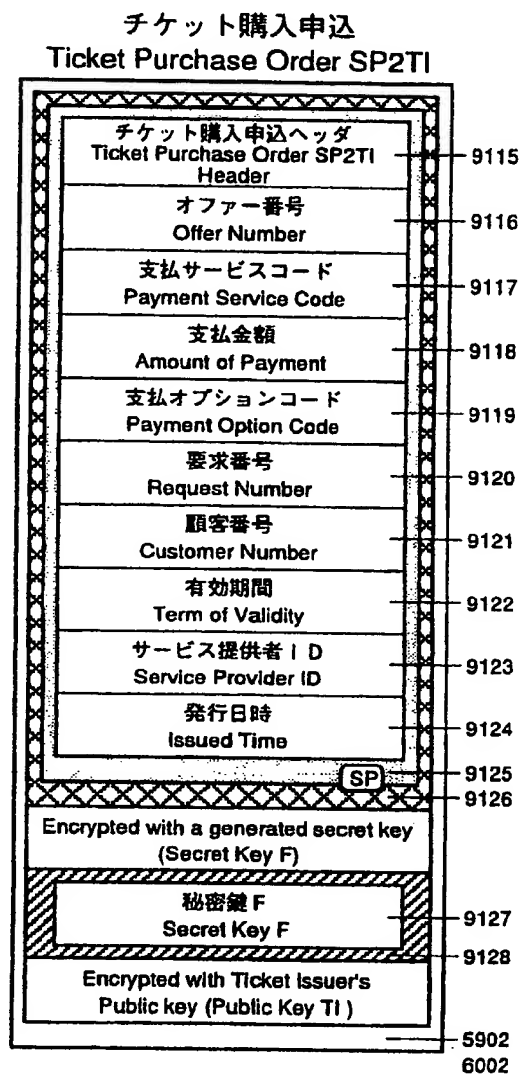 チケット購入申込
Ticket Purchase Order SP2TI
チケット購入申込ヘッダ
Ticket Purchase Order SP2TI
Header
9115
オファー番号
Offer Number
9116
支払サービスコード
Payment Service Code
9117
支払金額
Amount of Payment
9118
支払オプションコード
Payment Option Code
9119
要求番号
Request Number
9120
顧客番号
Customer Number
9121
有効期間
Term of Validity
9122
サービス提供者ID
Service Provider ID
9123
発行日時
Issued Time
9124
SP
9125
9126
Encrypted with a generated secret key
(Secret Key F)
秘密鍵F
Secret Key F
9127
9128
Encrypted with Ticket Issuer's
Public key (Public Key TI )
5902
6002